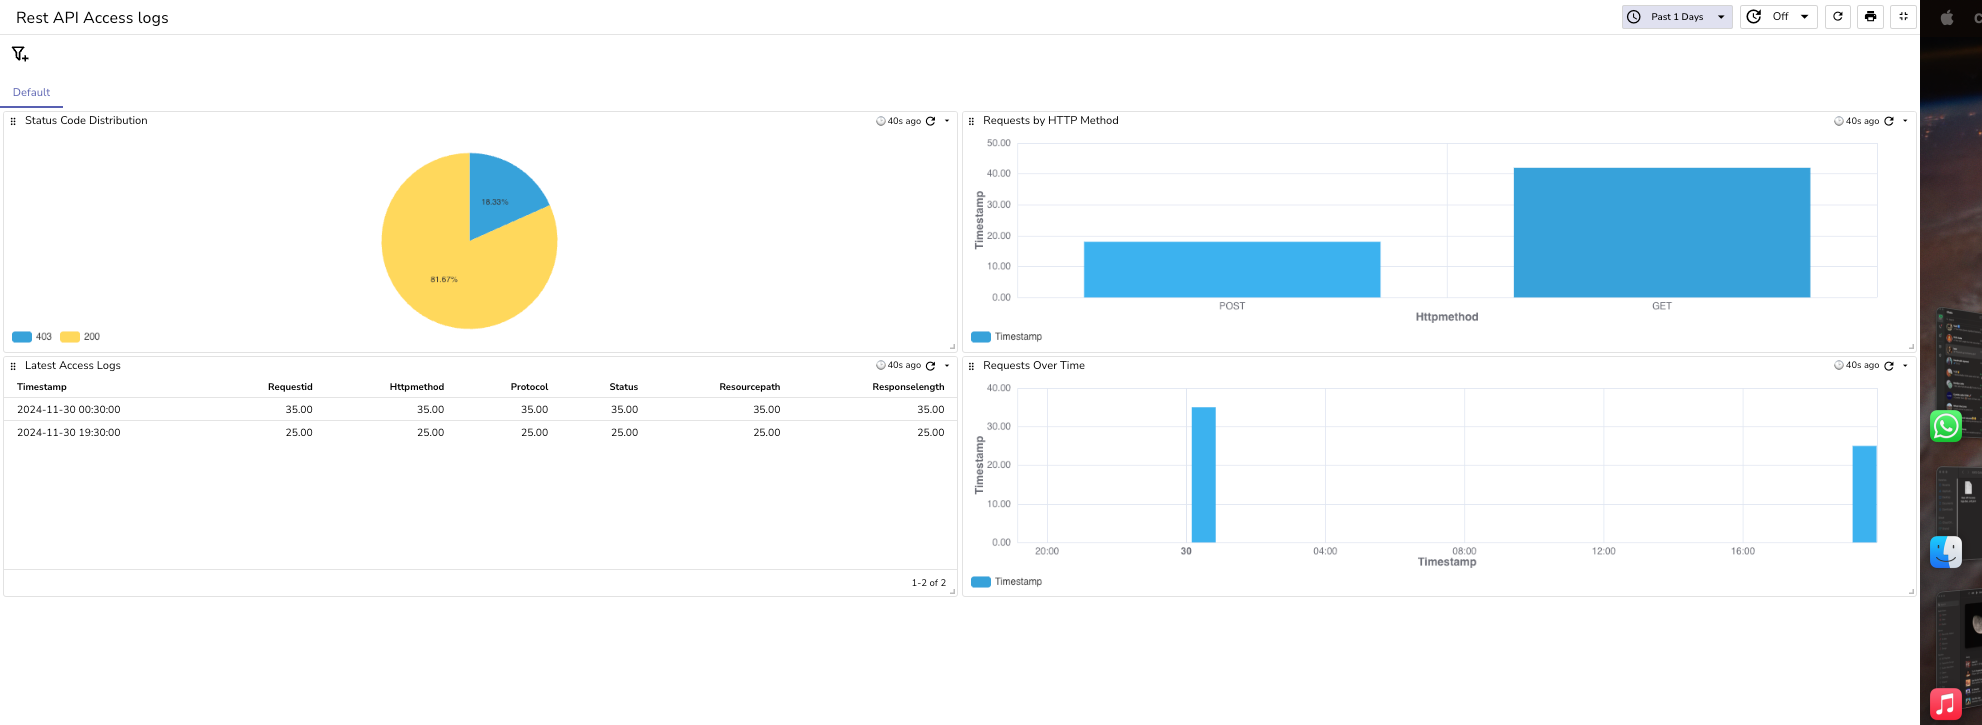 Rest API Access logs
Past 1 Days
Off
Default
Status Code Distribution
40s ago
18.33%
81.67%
403
200
Requests by HTTP Method
40s ago
50.00
40.00
30.00
20.00
10.00
0.00
Timestamp
POST
GET
Httpmethod
Timestamp
Latest Access Logs
40s ago
Timestamp Requestid Httpmethod Protocol Status Resourcepath Responselength
2024-11-30 00:30:00 35.00 35.00 35.00 35.00 35.00 35.00
2024-11-30 19:30:00 25.00 25.00 25.00 25.00 25.00 25.00
1-2 of 2
Requests Over Time
40s ago
40.00
30.00
20.00
10.00
0.00
Timestamp
20:00
30
04:00
08:00
12:00
16:00
Timestamp
Timestamp